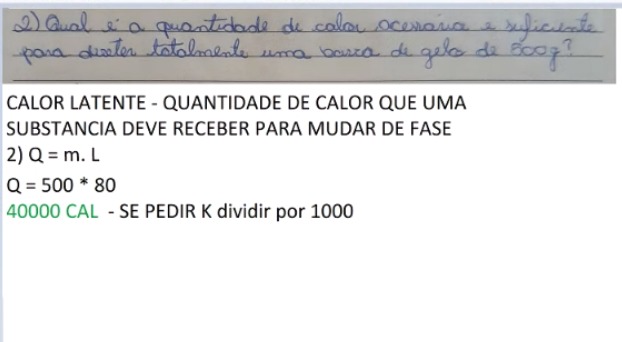 2) Qual é a quantidade de calor necessária e suficiente
para direter totalmente uma barra de gelo de 500g?
CALOR LATENTE - QUANTIDADE DE CALOR QUE UMA
SUBSTANCIA DEVE RECEBER PARA MUDAR DE FASE
2) Q = m. L
Q = 500 * 80
40000 CAL - SE PEDIR K dividir por 1000